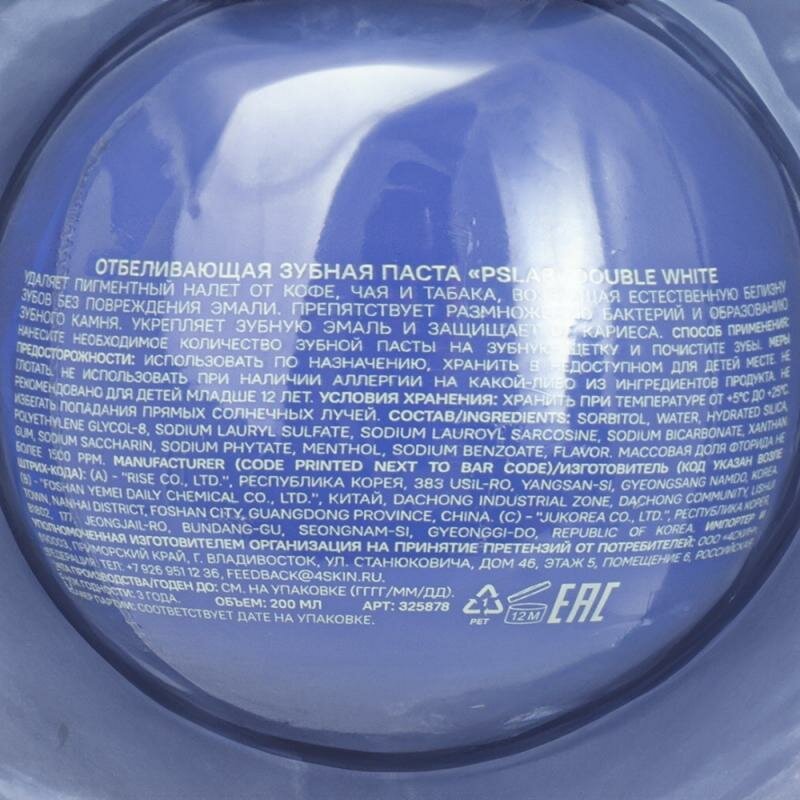 ОТБЕЛИВАЮЩАЯ ЗУБНАЯ ПАСТА «PSLAB» DOUBLE WHITE
УДАЛЯЕТ ПИГМЕНТНЫЙ НАЛЕТ ОТ КОФЕ, ЧАЯ И ТАБАКА, ЕСТЕСТВЕННУЮ БЕЛИЗНУ
ЗУБОВ БЕЗ ПОВРЕЖДЕНИЯ ЭМАЛИ. ПРЕПЯТСТВУЕТ БАКТЕРИЙ И ОБРАЗОВАНИЮ
ЗУБНОГО КАМНЯ. УКРЕПЛЯЕТ ЗУБНУЮ ЭМАЛЬ И ЗАЩИЩАЕТ ОТ КАРИЕСА. СПОСОБ ПРИМЕНЕНИЯ:
НАНЕСИТЕ НЕОБХОДИМОЕ КОЛИЧЕСТВО ЗУБНОЙ ПАСТЫ НА ЗУБНУЮ ЩЕТКУ И ПОЧИСТИТЕ ЗУБЫ. МЕРЫ
ПРЕДОСТОРОЖНОСТИ: ИСПОЛЬЗОВАТЬ ПО НАЗНАЧЕНИЮ, ХРАНИТЬ В НЕДОСТУПНОМ ДЛЯ ДЕТЕЙ МЕСТЕ. НЕ
ГЛОТАТЬ. НЕ ИСПОЛЬЗОВАТЬ ПРИ НАЛИЧИИ АЛЛЕРГИИ НА КАКОЙ-ЛИБО ИЗ ИНГРЕДИЕНТОВ ПРОДУКТА. НЕ
РЕКОМЕНДОВАНО ДЛЯ ДЕТЕЙ МЛАДШЕ 12 ЛЕТ. УСЛОВИЯ ХРАНЕНИЯ: ХРАНИТЬ ПРИ ТЕМПЕРАТУРЕ ОТ +5°C ДО +25°C
ИЗБЕГАТЬ ПОПАДАНИЯ ПРЯМЫХ СОЛНЕЧНЫХ ЛУЧЕЙ. СОСТАВ/INGREDIENTS: SORBITOL, WATER, HYDRATED SILICA,
POLYETHYLENE GLYCOL-8, SODIUM LAURYL SULFATE, SODIUM LAUROYL SARCOSINE, SODIUM BICARBONATE, XANTHAN
GUM, SODIUM SACCHARIN, SODIUM PHYTATE, MENTHOL, SODIUM BENZOATE, FLAVOR. МАССОВАЯ ДОЛЯ ФТОРИДА НЕ
БОЛЕЕ 1500 PPM. MANUFACTURER (CODE PRINTED NEXT TO BAR CODE)/ИЗГОТОВИТЕЛЬ (КОД УКАЗАН ВОЗЛЕ
ШТРИХ-КОДА): (A) - "RISE CO., LTD.", РЕСПУБЛИКА КОРЕЯ, 383 USIL-RO, YANGSAN-SI, GYEONGSANG NAMDO, KOREA.
(B) - "FOSHAN YEMEI DAILY CHEMICAL CO., LTD.", КИТАЙ, DACHONG INDUSTRIAL ZONE, DACHONG COMMUNITY, LISHUI
TOWN, NANHAI DISTRICT, FOSHAN CITY, GUANGDONG PROVINCE, CHINA. (C) - "JUKOREA CO., LTD.", РЕСПУБЛИКА КОРЕЯ,
B1802, JEONGJAIL-RO, BUNDANG-GU, SEONGNAM-SI, GYEONGGI-DO, REPUBLIC OF KOREA. ИМПОРТЕР И
УПОЛНОМОЧЕННАЯ ИЗГОТОВИТЕЛЕМ ОРГАНИЗАЦИЯ НА ПРИНЯТИЕ ПРЕТЕНЗИЙ ОТ ПОТРЕБИТЕЛЕЙ: ООО
ПРИМОРСКИЙ КРАЙ, Г. ВЛАДИВОСТОК, УЛ. СТАНЮКОВИЧА, ДОМ 46, ЭТАЖ 5, ПОМЕЩЕНИЕ 6, РОССИЙСКАЯ
ФЕДЕРАЦИЯ. ТЕЛ: +7 926 951 12 36, FEEDBACK@4SKIN.RU.
ДАТА ПРОИЗВОДСТВА/ГОДЕН ДО: СМ. НА УПАКОВКЕ (ГГГГ/ММ/ДД).
СРОК ГОДНОСТИ: 3 ГОДА. ОБЪЕМ: 200 МЛ АРТ: 325878
НОМЕР ПАРТИИ: СООТВЕТСТВУЕТ ДАТЕ НА УПАКОВКЕ.
1
PET
12 M
EAC